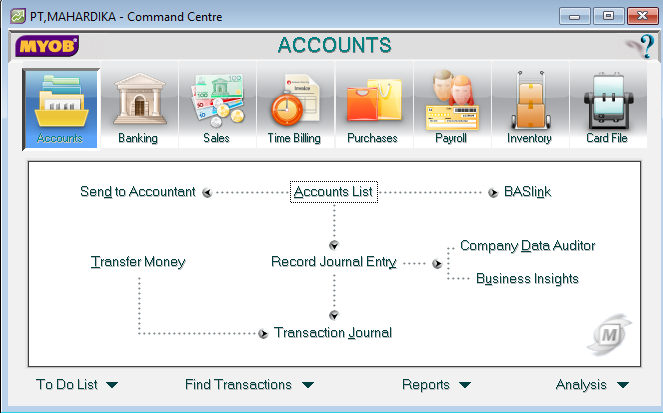 PT,MAHARDIKA - Command Centre
MYOB
ACCOUNTS
?
Accounts Banking Sales Time Billing Purchases Payroll Inventory Card File
Send to Accountant Accounts List BASlink
Company Data Auditor
Transfer Money Record Journal Entry
Business Insights
Transaction Journal
M
To Do List Find Transactions Reports Analysis